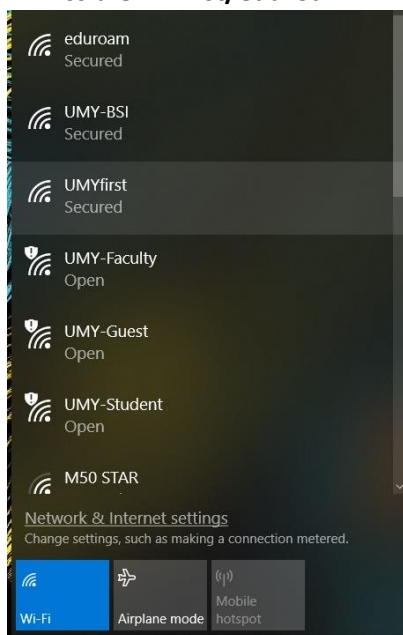 eduroam
Secured
UMY-BSI
Secured
UMYfirst
Secured
UMY-Faculty
Open
UMY-Guest
Open
UMY-Student
Open
M50 STAR
Network & Internet settings
Change settings, such as making a connection metered.
Wi-Fi
Airplane mode
Mobile
hotspot